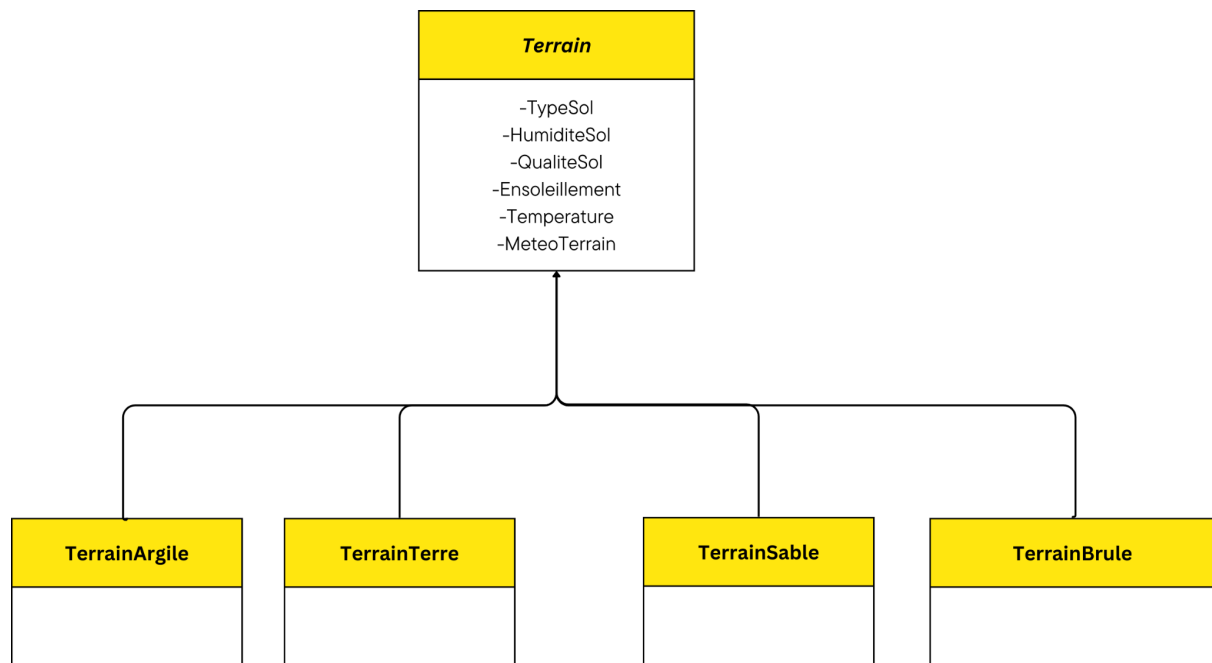 Terrain
-TypeSol
-HumiditeSol
-QualiteSol
-Ensoleillement
-Temperature
-MeteoTerrain
TerrainArgile
TerrainTerre
TerrainSable
TerrainBrule